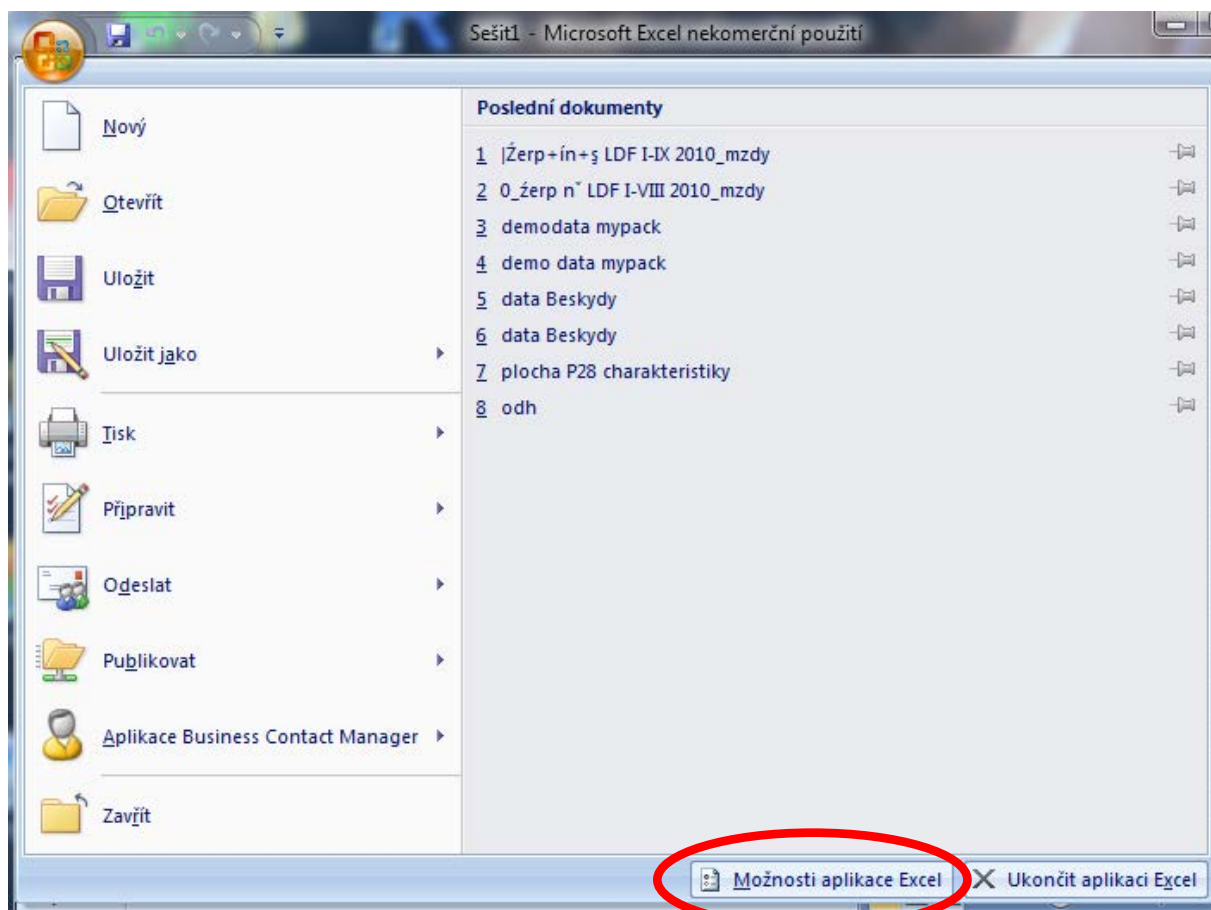 Sešit1 - Microsoft Excel nekomerční použití
Nový
Otevřít
Uložit
Uložit jako
Tisk
Připravit
Odeslat
Publikovat
Aplikace Business Contact Manager
Zavřít
Poslední dokumenty
1 |Źerp+ín+ş LDF I-IX 2010_mzdy
2 0_źerp nˇ LDF I-VIII 2010_mzdy
3 demodata mypack
4 demo data mypack
5 data Beskydy
6 data Beskydy
7 plocha P28 charakteristiky
8 odh
Možnosti aplikace Excel
Ukončit aplikaci Excel